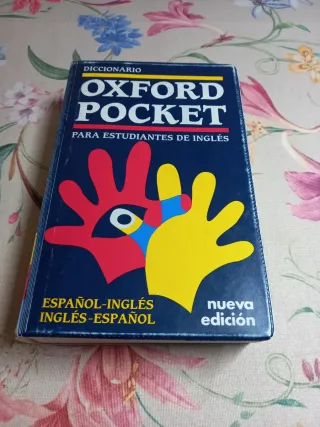 DICCIONARIO
OXFORD
POCKET
PARA ESTUDIANTES DE INGLÉS
ESPAÑOL-INGLÉS
INGLÉS-ESPAÑOL
nueva
edición